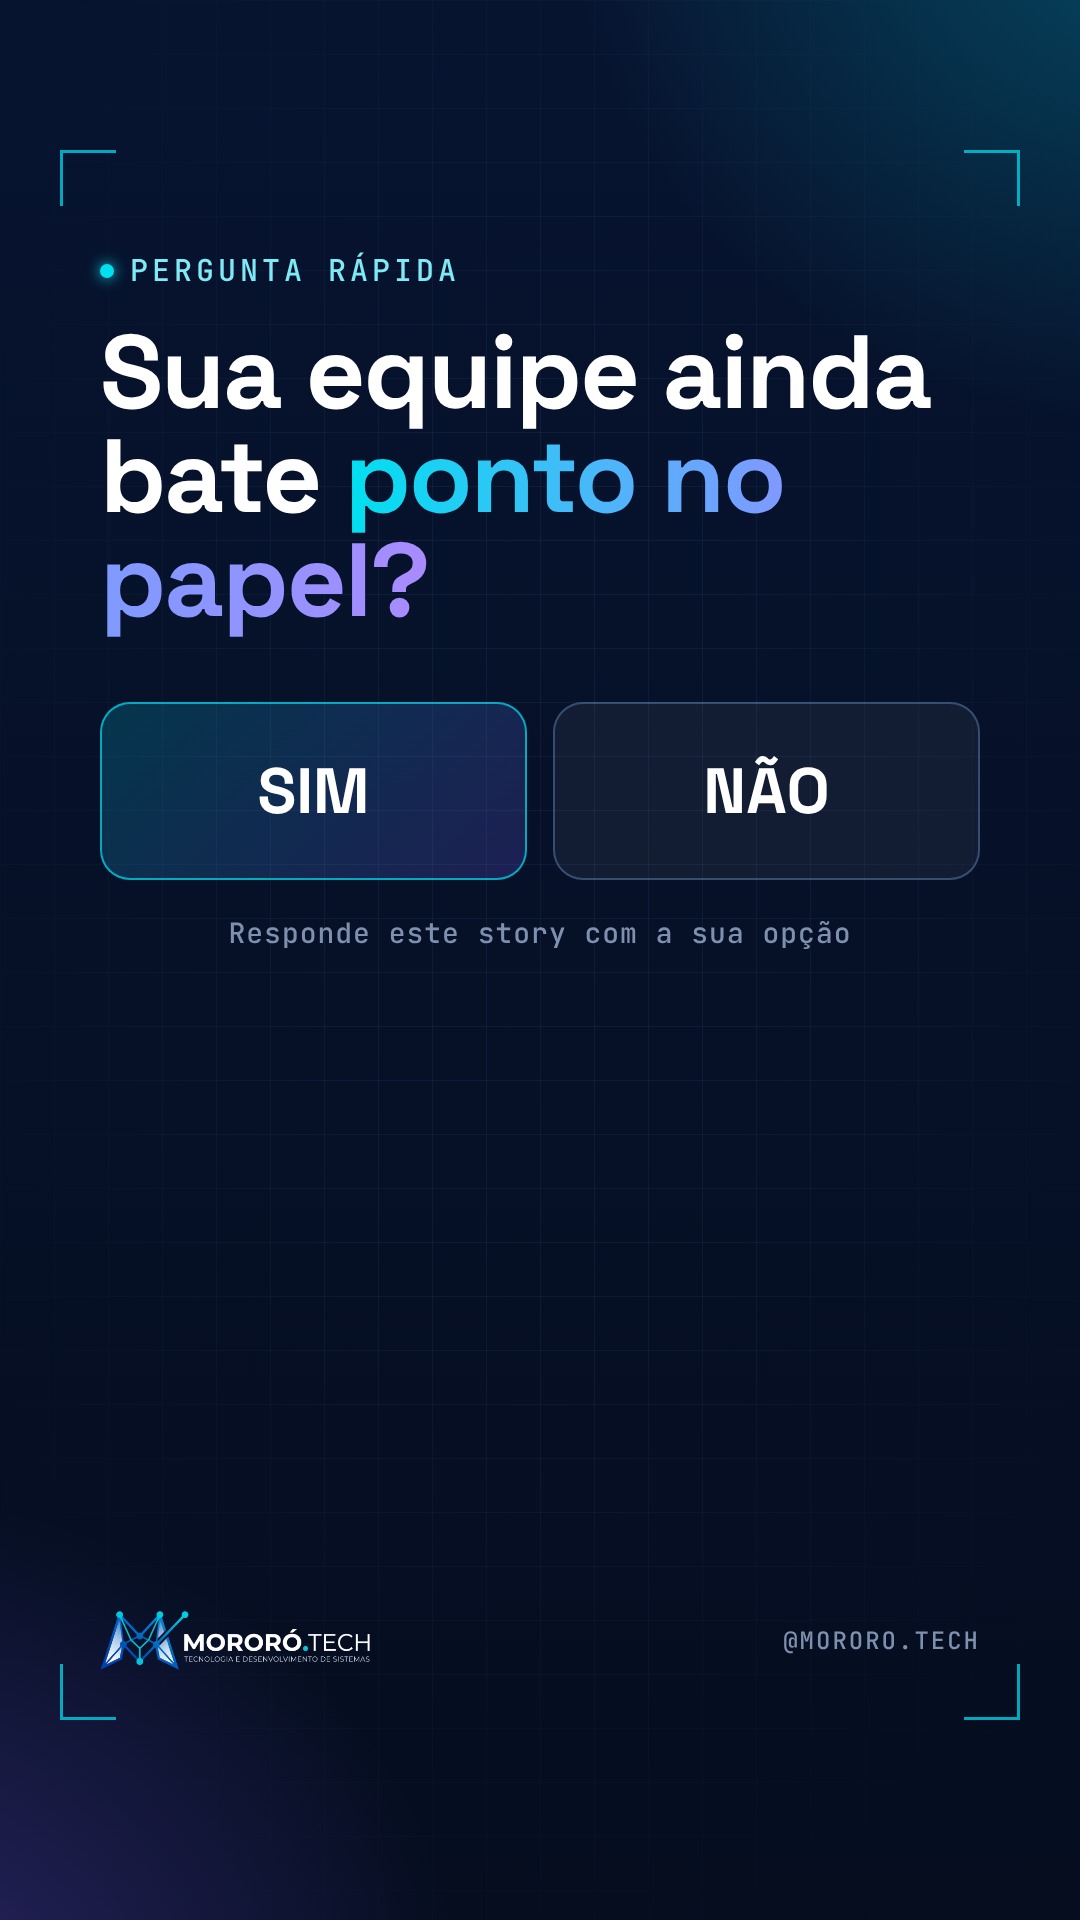 PERGUNTA RÁPIDA
Sua equipe ainda
bate ponto no
papel?
SIM
NÃO
Responde este story com a sua opção
MORORÓ.TECH
TECNOLOGIA E DESENVOLVIMENTO DE SISTEMAS
@MORORO.TECH